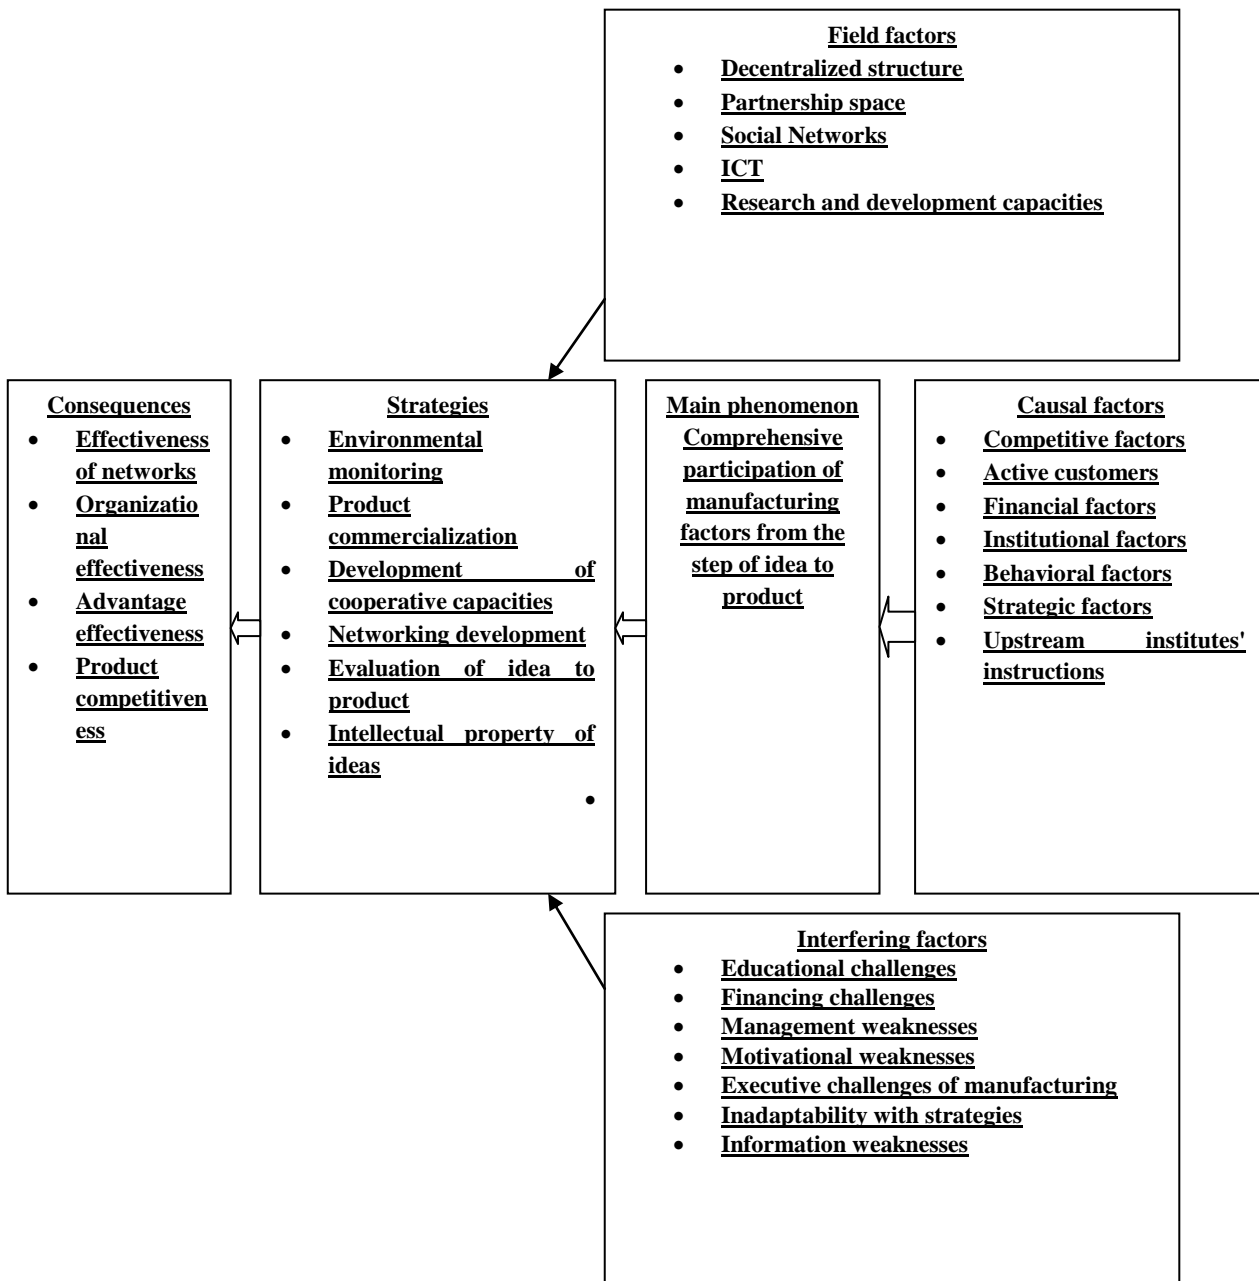 Field factors
• Decentralized structure
• Partnership space
• Social Networks
• ICT
• Research and development capacities
Consequences
• Effectiveness
of networks
• Organizatio
nal
effectiveness
• Advantage
effectiveness
• Product
competitiven
ess
Strategies
• Environmental
monitoring
• Product
commercialization
• Development of
cooperative capacities
• Networking development
• Evaluation of idea to
product
• Intellectual property of
ideas
•
Main phenomenon
Comprehensive
participation of
manufacturing
factors from the
step of idea to
product
Causal factors
• Competitive factors
• Active customers
• Financial factors
• Institutional factors
• Behavioral factors
• Strategic factors
• Upstream institutes'
instructions
Interfering factors
• Educational challenges
• Financing challenges
• Management weaknesses
• Motivational weaknesses
• Executive challenges of manufacturing
• Inadaptability with strategies
• Information weaknesses